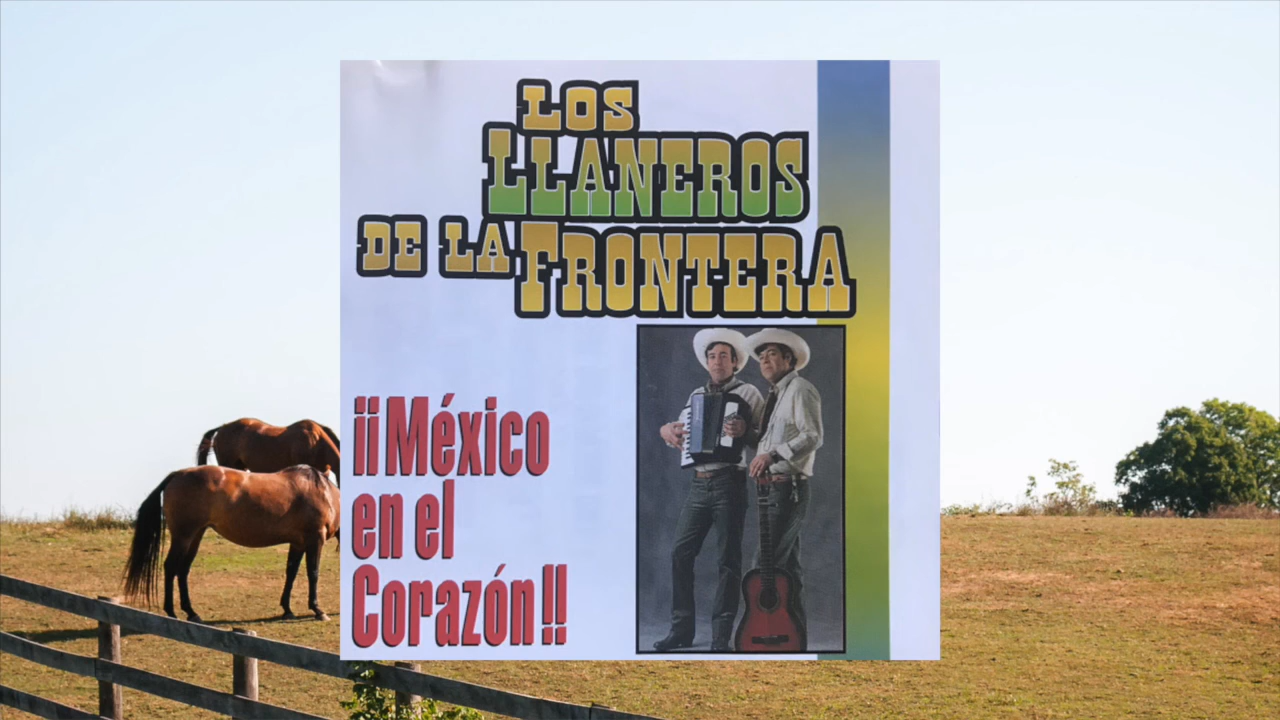 LOS
LLANEROS
DE LA FRONTERA
¡¡México
en el
Corazón!!